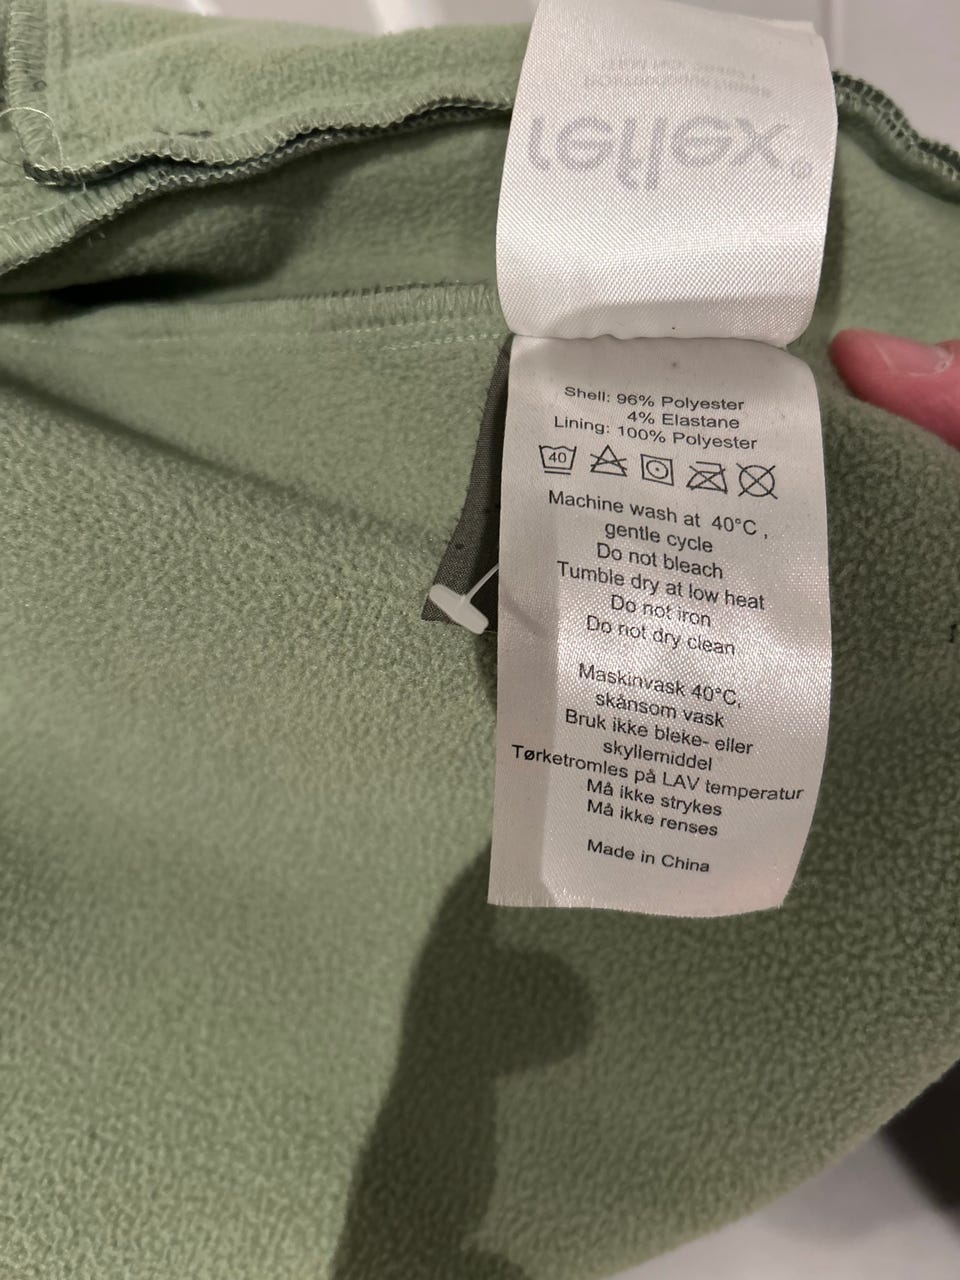 reflex®
Shell: 96% Polyester
4% Elastane
Lining: 100% Polyester
40
Machine wash at 40°C ,
gentle cycle
Do not bleach
Tumble dry at low heat
Do not iron
Do not dry clean
Maskinvask 40°C,
skånsom vask
Bruk ikke bleke- eller
skyllemiddel
Tørketromles på LAV temperatur
Må ikke strykes
Må ikke renses
Made in China